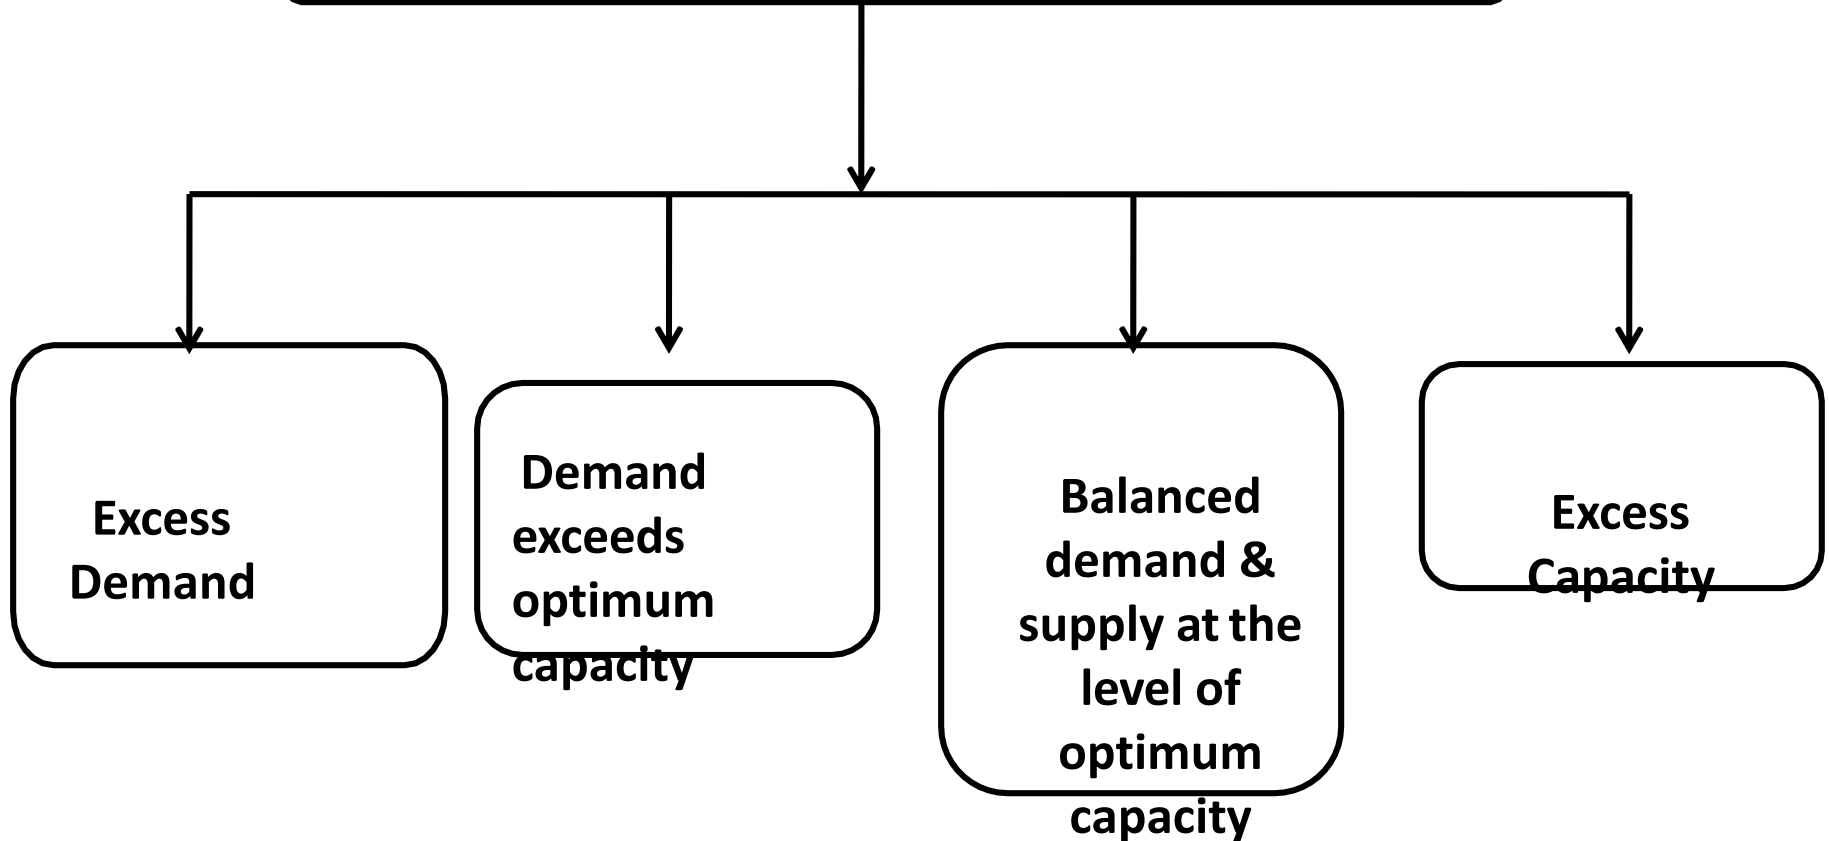 Excess
Demand
Demand
exceeds
optimum
capacity
Balanced
demand &
supply at the
level of
optimum
capacity
Excess
Capacity